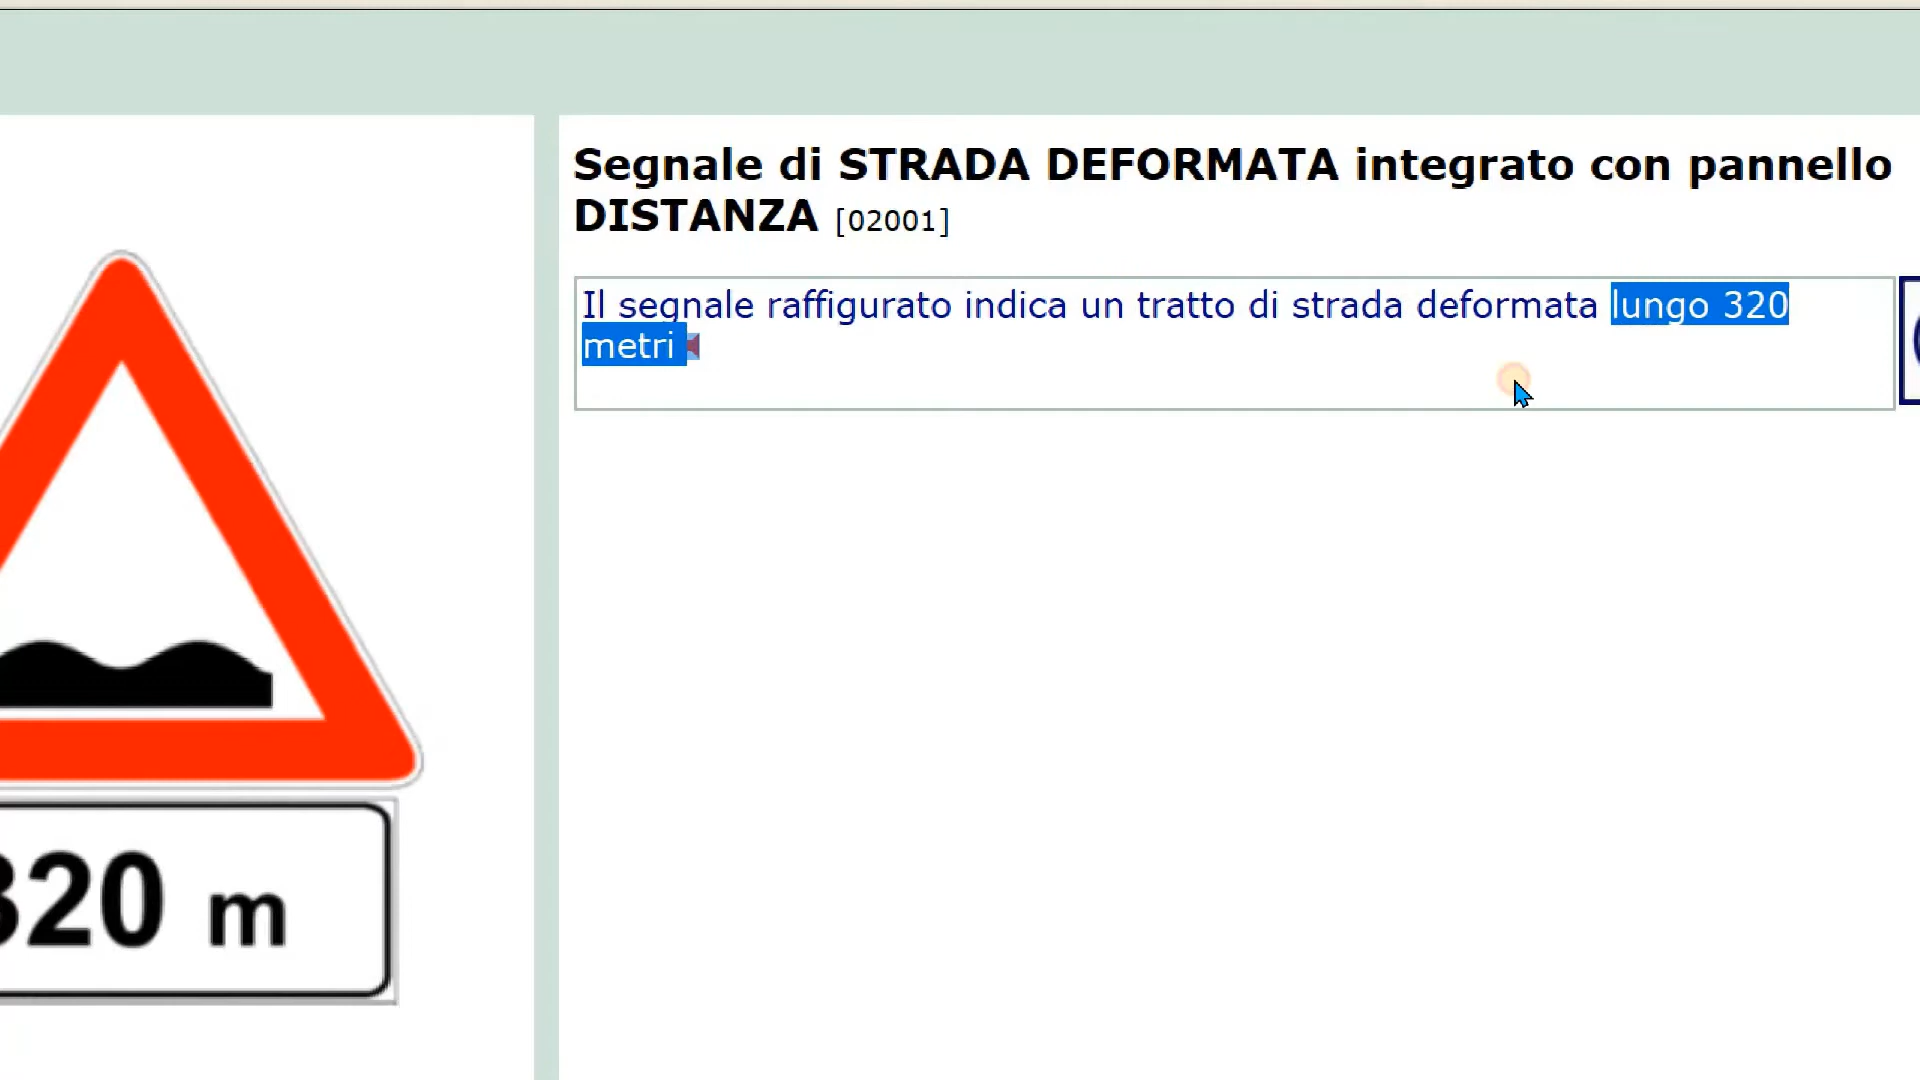 Segnale di STRADA DEFORMATA integrato con pannello
DISTANZA [02001]
Il segnale raffigurato indica un tratto di strada deformata lungo 320
metri
320 m